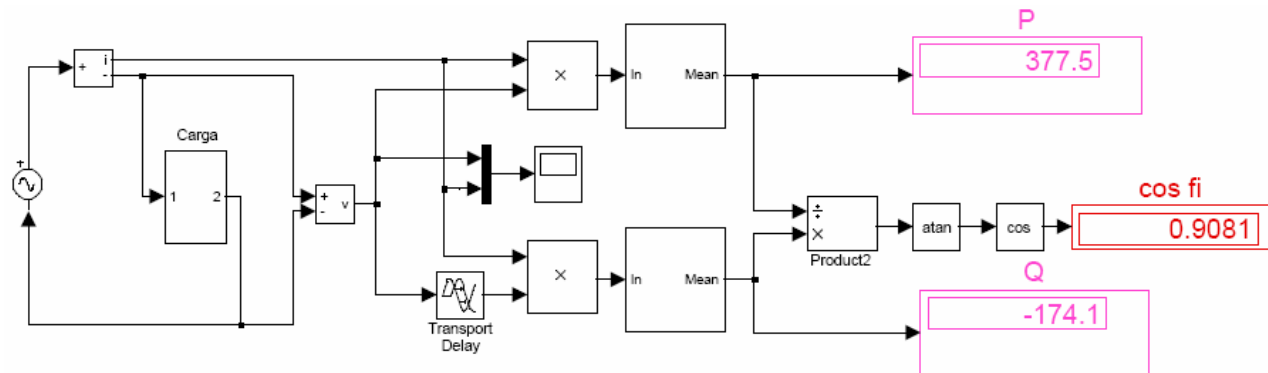 P
377.5
+
i
-
×
In
Mean
Carga
+
1
2
+
-
v
÷
×
Product2
atan
cos
cos fi
0.9081
×
In
Mean
Transport
Delay
Q
-174.1